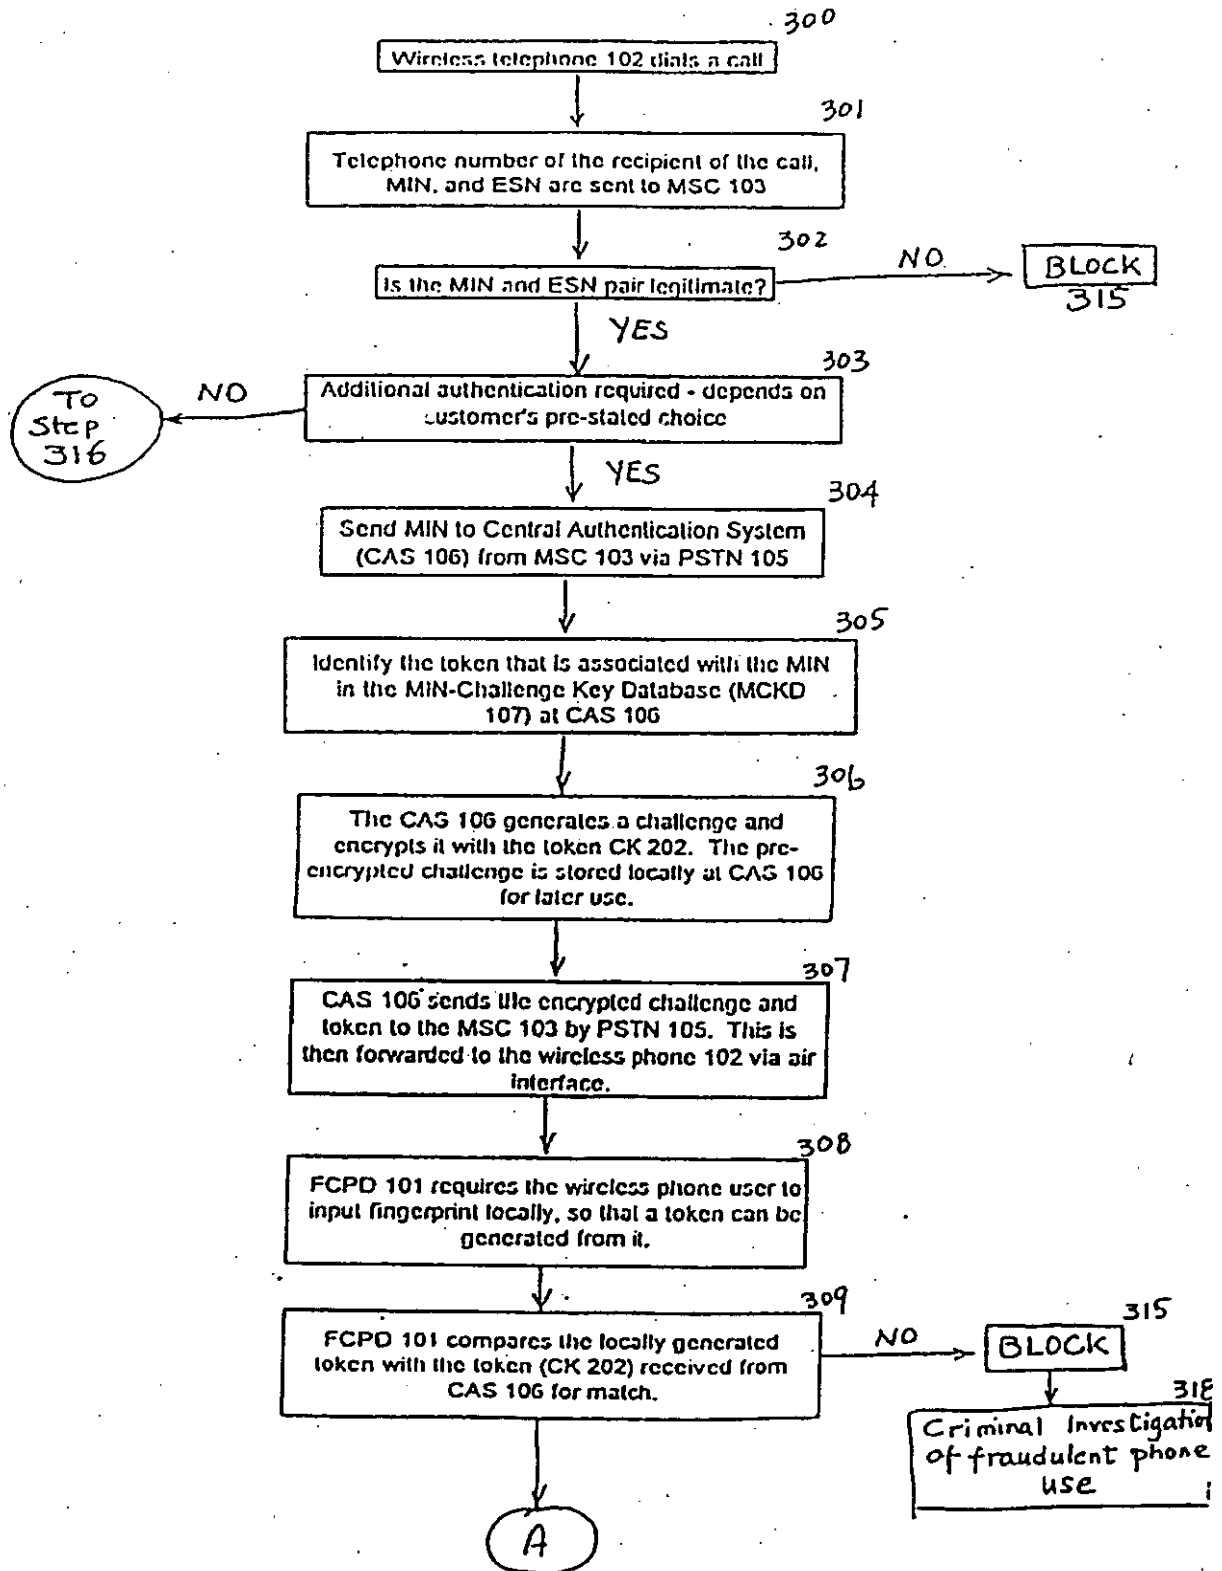 300
Wireless telephone 102 dials a call
301
Telephone number of the recipient of the call,
MIN, and ESN are sent to MSC 103
302
Is the MIN and ESN pair legitimate?
NO
BLOCK
315
YES
303
Additional authentication required - depends on
customer's pre-stated choice
NO
TO
Step
316
YES
304
Send MIN to Central Authentication System
(CAS 106) from MSC 103 via PSTN 105
305
Identify the token that is associated with the MIN
in the MIN-Challenge Key Database (MCKD
107) at CAS 106
306
The CAS 106 generates a challenge and
encrypts it with the token CK 202. The pre-
encrypted challenge is stored locally at CAS 106
for later use.
307
CAS 106 sends the encrypted challenge and
token to the MSC 103 by PSTN 105. This is
then forwarded to the wireless phone 102 via air
interface.
308
FCPD 101 requires the wireless phone user to
input fingerprint locally, so that a token can be
generated from it.
309
FCPD 101 compares the locally generated
token with the token (CK 202) received from
CAS 106 for match.
NO
315
BLOCK
318
Criminal Investigation
of fraudulent phone
use
A